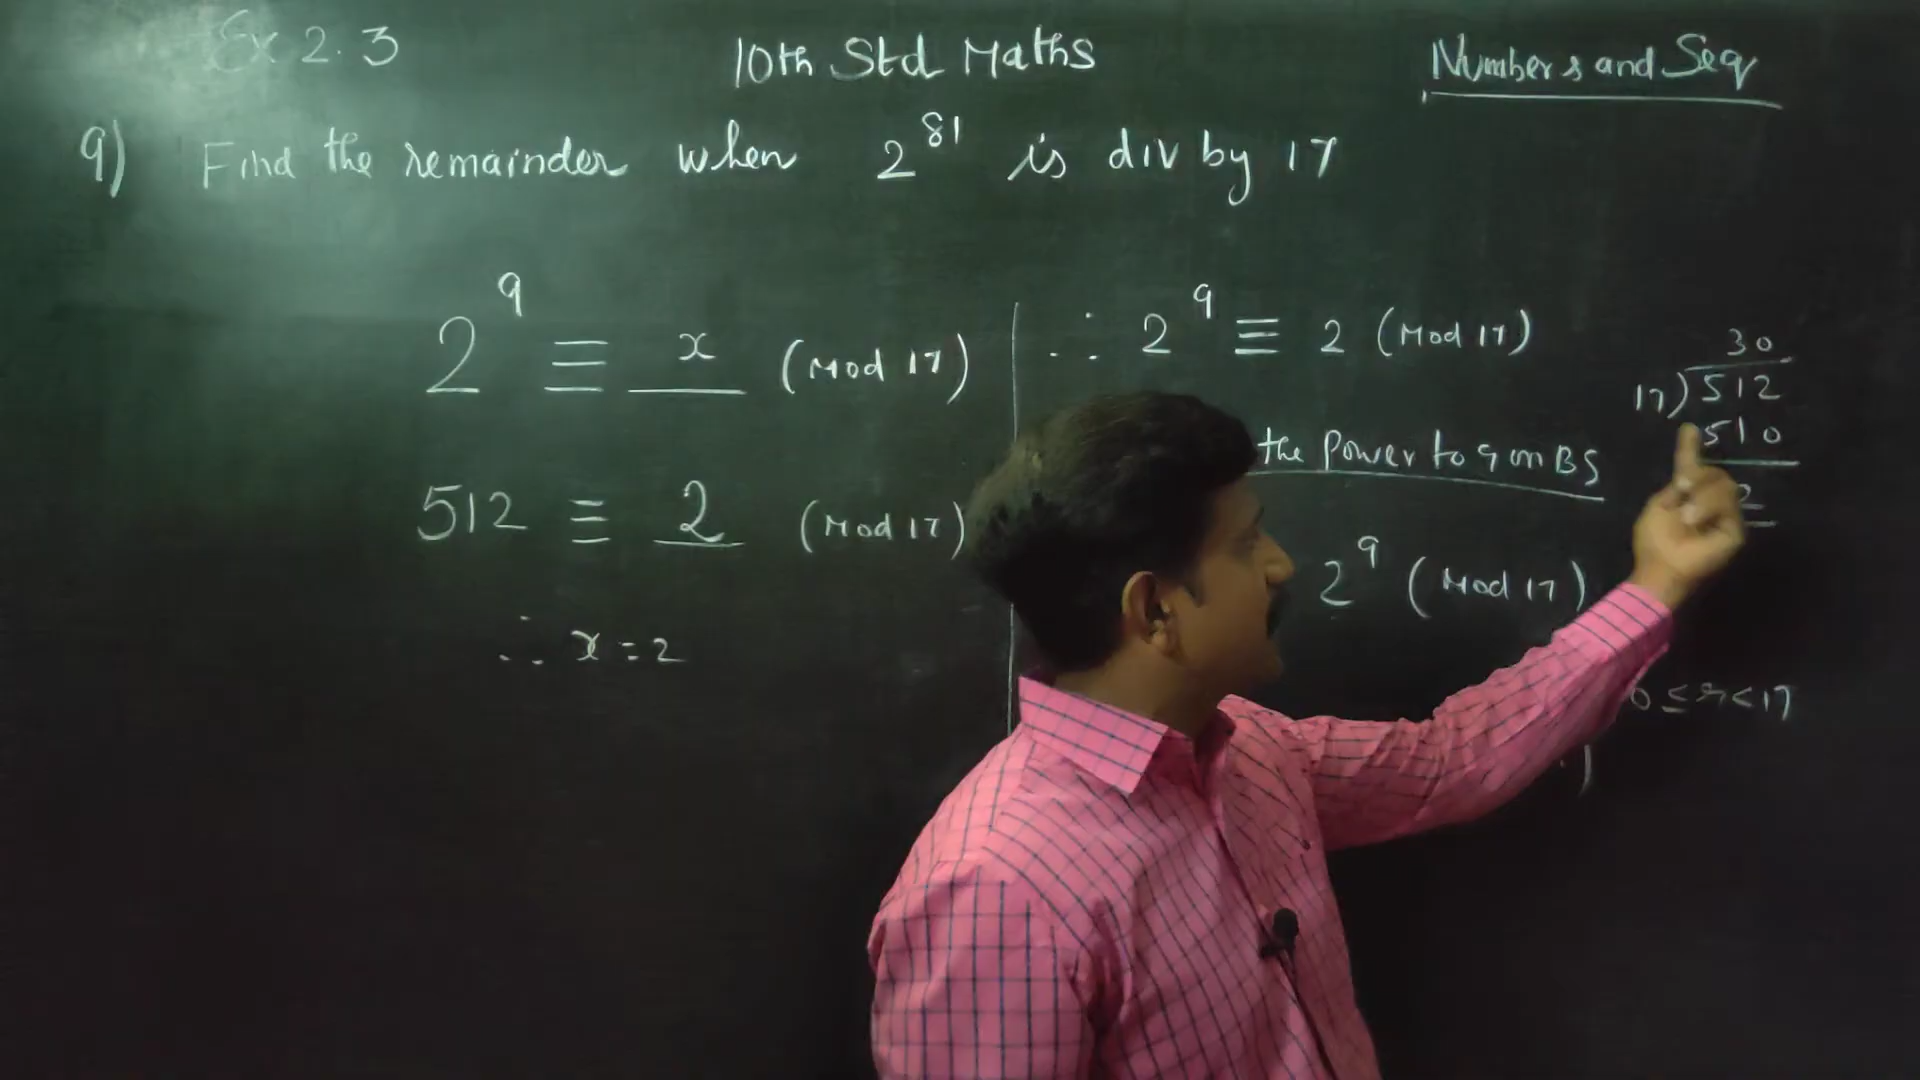 Ex 2.3
10th Std Maths
Numbers and Seq
9) Find the remainder when 2^81 is div by 17
2^9 ≡ x (Mod 17)
512 ≡ 2 (Mod 17)
∴ x = 2
∴ 2^9 ≡ 2 (Mod 17)
the Power to 9 on BS
2^9 (Mod 17)
0 ≤ r < 17
)
30
17)512
510
2